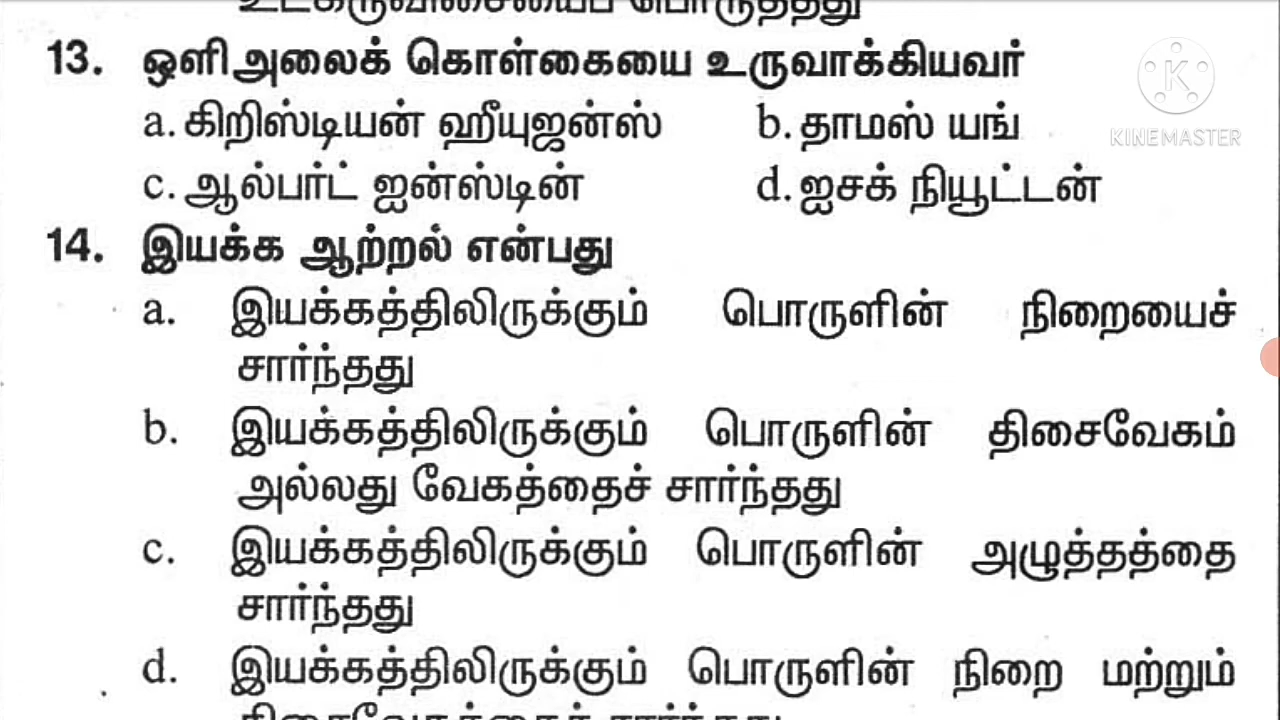 13. ஒளிஅலைக் கொள்கையை உருவாக்கியவர்
KINEMASTER
a. கிறிஸ்டியன் ஹீயுஜன்ஸ் b. தாமஸ் யங்
c. ஆல்பர்ட் ஐன்ஸ்டின் d. ஐசக் நியூட்டன்
14. இயக்க ஆற்றல் என்பது
a. இயக்கத்திலிருக்கும் பொருளின் நிறையைச்
சார்ந்தது
b. இயக்கத்திலிருக்கும் பொருளின் திசைவேகம்
அல்லது வேகத்தைச் சார்ந்தது
c. இயக்கத்திலிருக்கும் பொருளின் அழுத்தத்தை
சார்ந்தது
d. இயக்கத்திலிருக்கும் பொருளின் நிறை மற்றும்